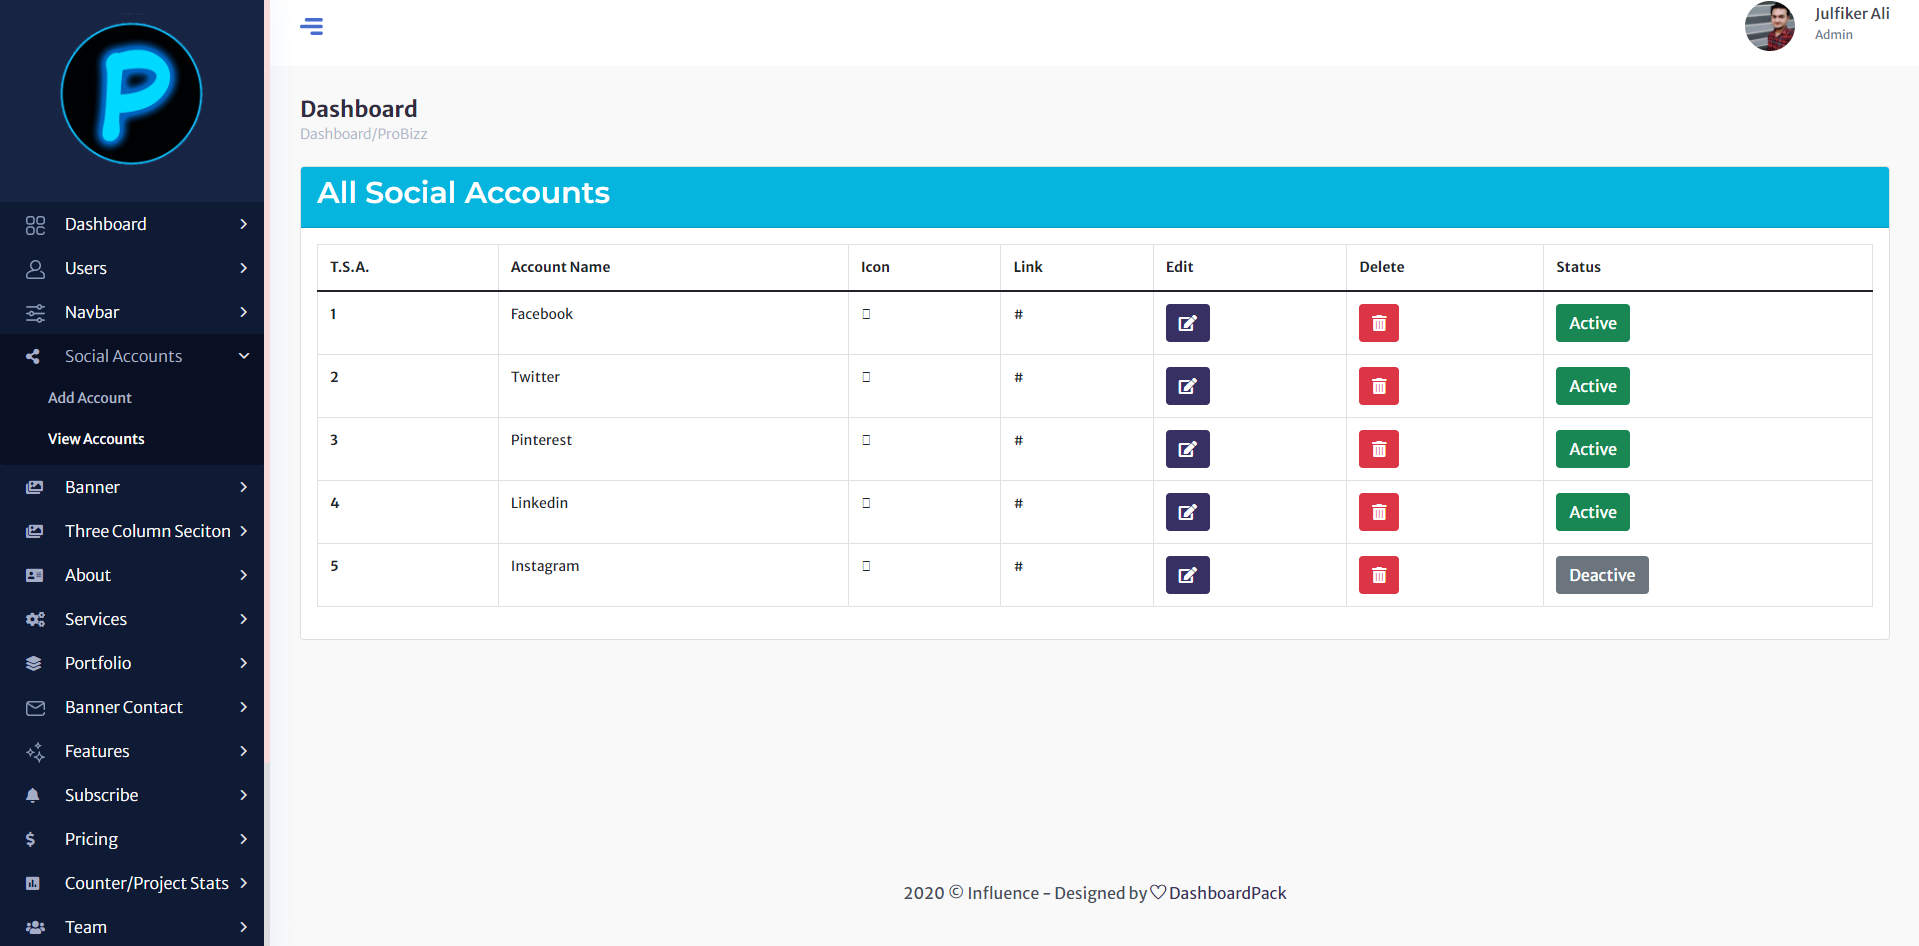 P
Julfiker Ali
Admin
Dashboard
Dashboard/ProBizz
Dashboard
Users
Navbar
Social Accounts
Add Account
View Accounts
Banner
Three Column Seciton
About
Services
Portfolio
Banner Contact
Features
Subscribe
$ Pricing
Counter/Project Stats
Team
All Social Accounts
T.S.A. Account Name Icon Link Edit Delete Status
1 Facebook # Active
2 Twitter # Active
3 Pinterest # Active
4 Linkedin # Active
5 Instagram # Deactive
2020 © Influence - Designed by ♡ DashboardPack